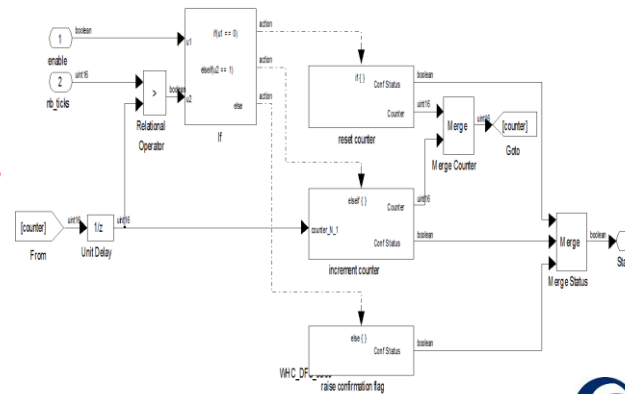 boolean
1
enable
uint16
2
nb_ticks
>
Relational
Operator
boolean
u1
u2
if(u1 == 0)
elseif(u2 == 1)
else
If
action
action
action
if { }
Conf Status
Counter
reset counter
boolean
uint16
Merge
Merge Counter
[counter]
Goto
[counter]
From
uint16
1/z
Unit Delay
uint16
elseif { }
counter_N_1
Counter
Conf Status
increment counter
uint16
boolean
else { }
Conf Status
raise confirmation flag
boolean
Merge
Merge Status
boolean